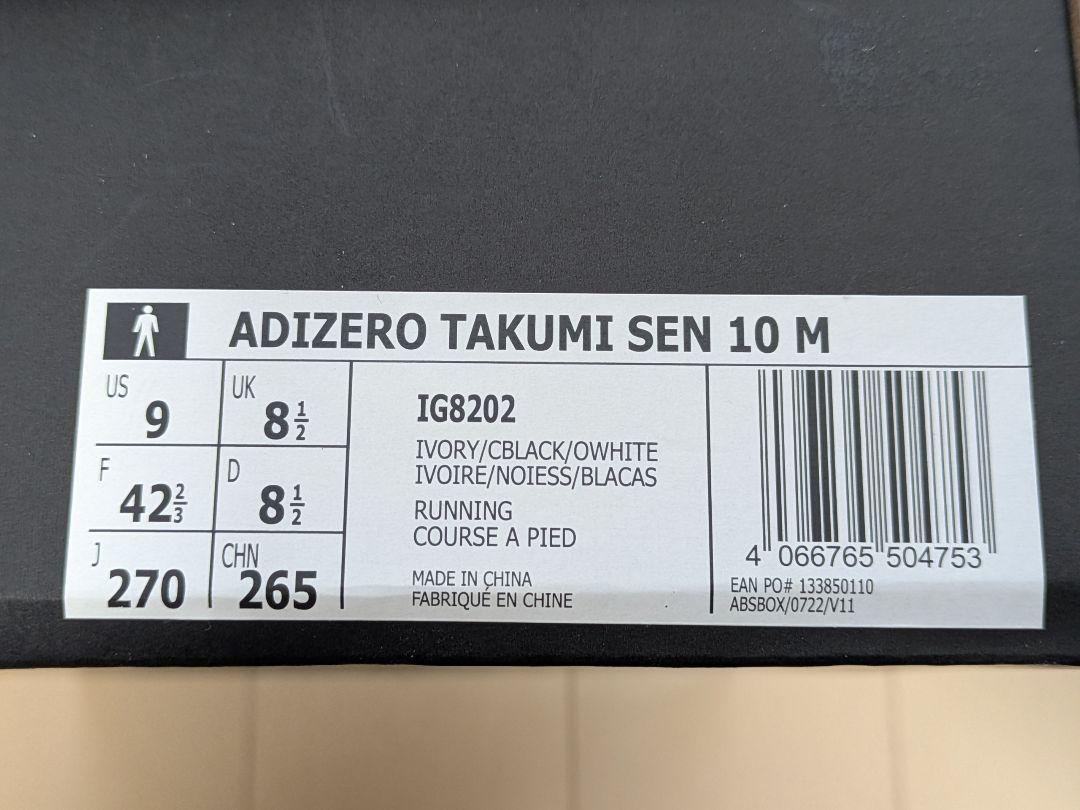 ADIZERO TAKUMI SEN 10 M
US 9
UK 8 1/2
F 42 2/3
D 8 1/2
J 270
CHN 265
IG8202
IVORY/CBLACK/OWHITE
IVOIRE/NOIESS/BLACAS
RUNNING
COURSE A PIED
MADE IN CHINA
FABRIQUÉ EN CHINE
4 066765 504753
EAN PO# 133850110
ABSBOX/0722/V11